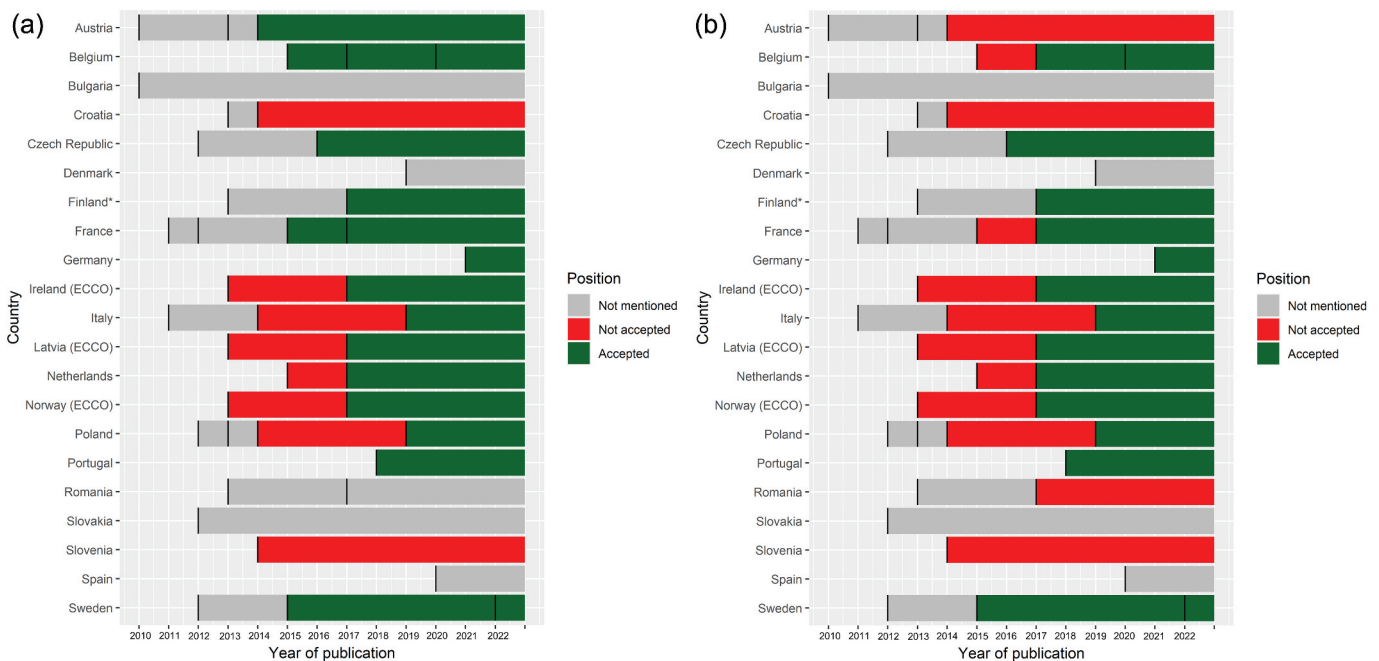 (a)
Austria
Belgium
Bulgaria
Croatia
Czech Republic
Denmark
Finland*
France
Germany
Ireland (ECCO)
Italy
Latvia (ECCO)
Netherlands
Norway (ECCO)
Poland
Portugal
Romania
Slovakia
Slovenia
Spain
Sweden
Country
2010 2011 2012 2013 2014 2015 2016 2017 2018 2019 2020 2021 2022
Year of publication
Position
Not mentioned
Not accepted
Accepted
(b)
Austria
Belgium
Bulgaria
Croatia
Czech Republic
Denmark
Finland*
France
Germany
Ireland (ECCO)
Italy
Latvia (ECCO)
Netherlands
Norway (ECCO)
Poland
Portugal
Romania
Slovakia
Slovenia
Spain
Sweden
Country
2010 2011 2012 2013 2014 2015 2016 2017 2018 2019 2020 2021 2022
Year of publication
Position
Not mentioned
Not accepted
Accepted